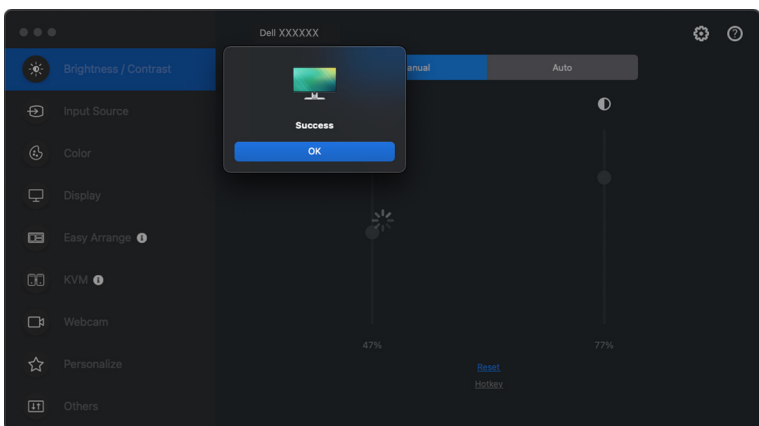 Dell XXXXXX
Brightness / Contrast
Input Source
Color
Display
Easy Arrange
KVM
Webcam
Personalize
Others
anual
Auto
Success
OK
47%
77%
Reset
Hotkey